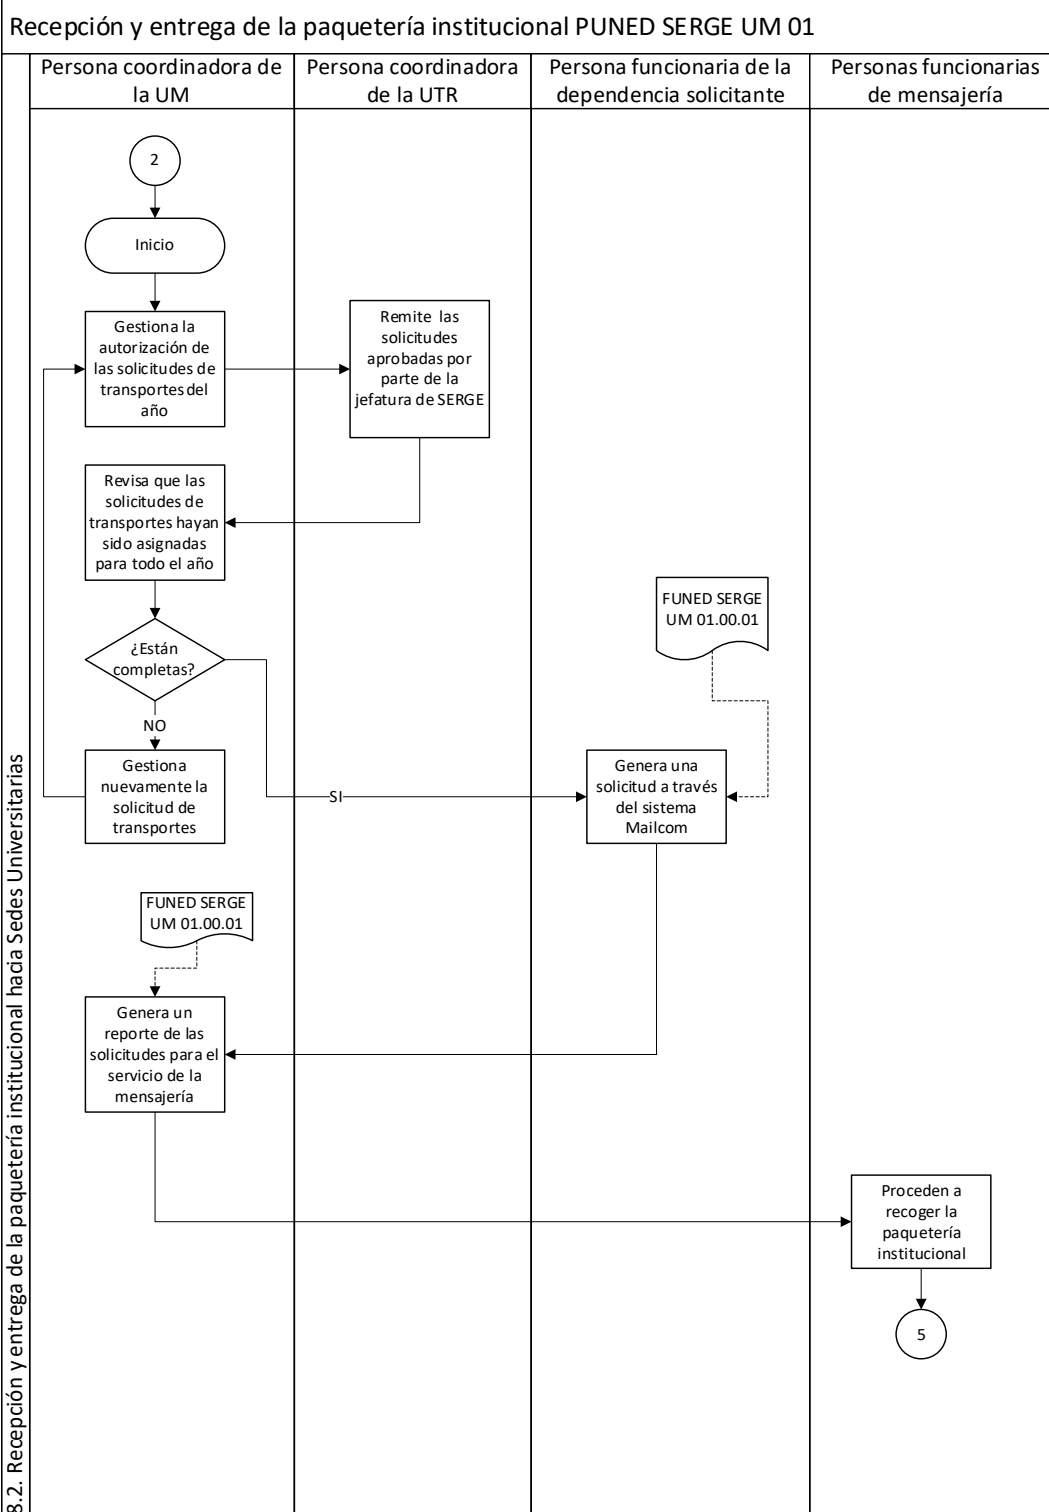 Recepción y entrega de la paquetería institucional PUNED SERGE UM 01
Persona coordinadora de
la UM
Persona coordinadora
de la UTR
Persona funcionaria de la
dependencia solicitante
Personas funcionarias
de mensajería
8.2. Recepción y entrega de la paquetería institucional hacia Sedes Universitarias
2
Inicio
Gestiona la
autorización de
las solicitudes de
transportes del
año
Remite las
solicitudes
aprobadas por
parte de la
jefatura de SERGE
Revisa que las
solicitudes de
transportes hayan
sido asignadas
para todo el año
¿Están
completas?
NO
SI
Gestiona
nuevamente la
solicitud de
transportes
FUNED SERGE
UM 01.00.01
Genera una
solicitud a través
del sistema
Mailcom
FUNED SERGE
UM 01.00.01
Genera un
reporte de las
solicitudes para el
servicio de la
mensajería
Proceden a
recoger la
paquetería
institucional
5